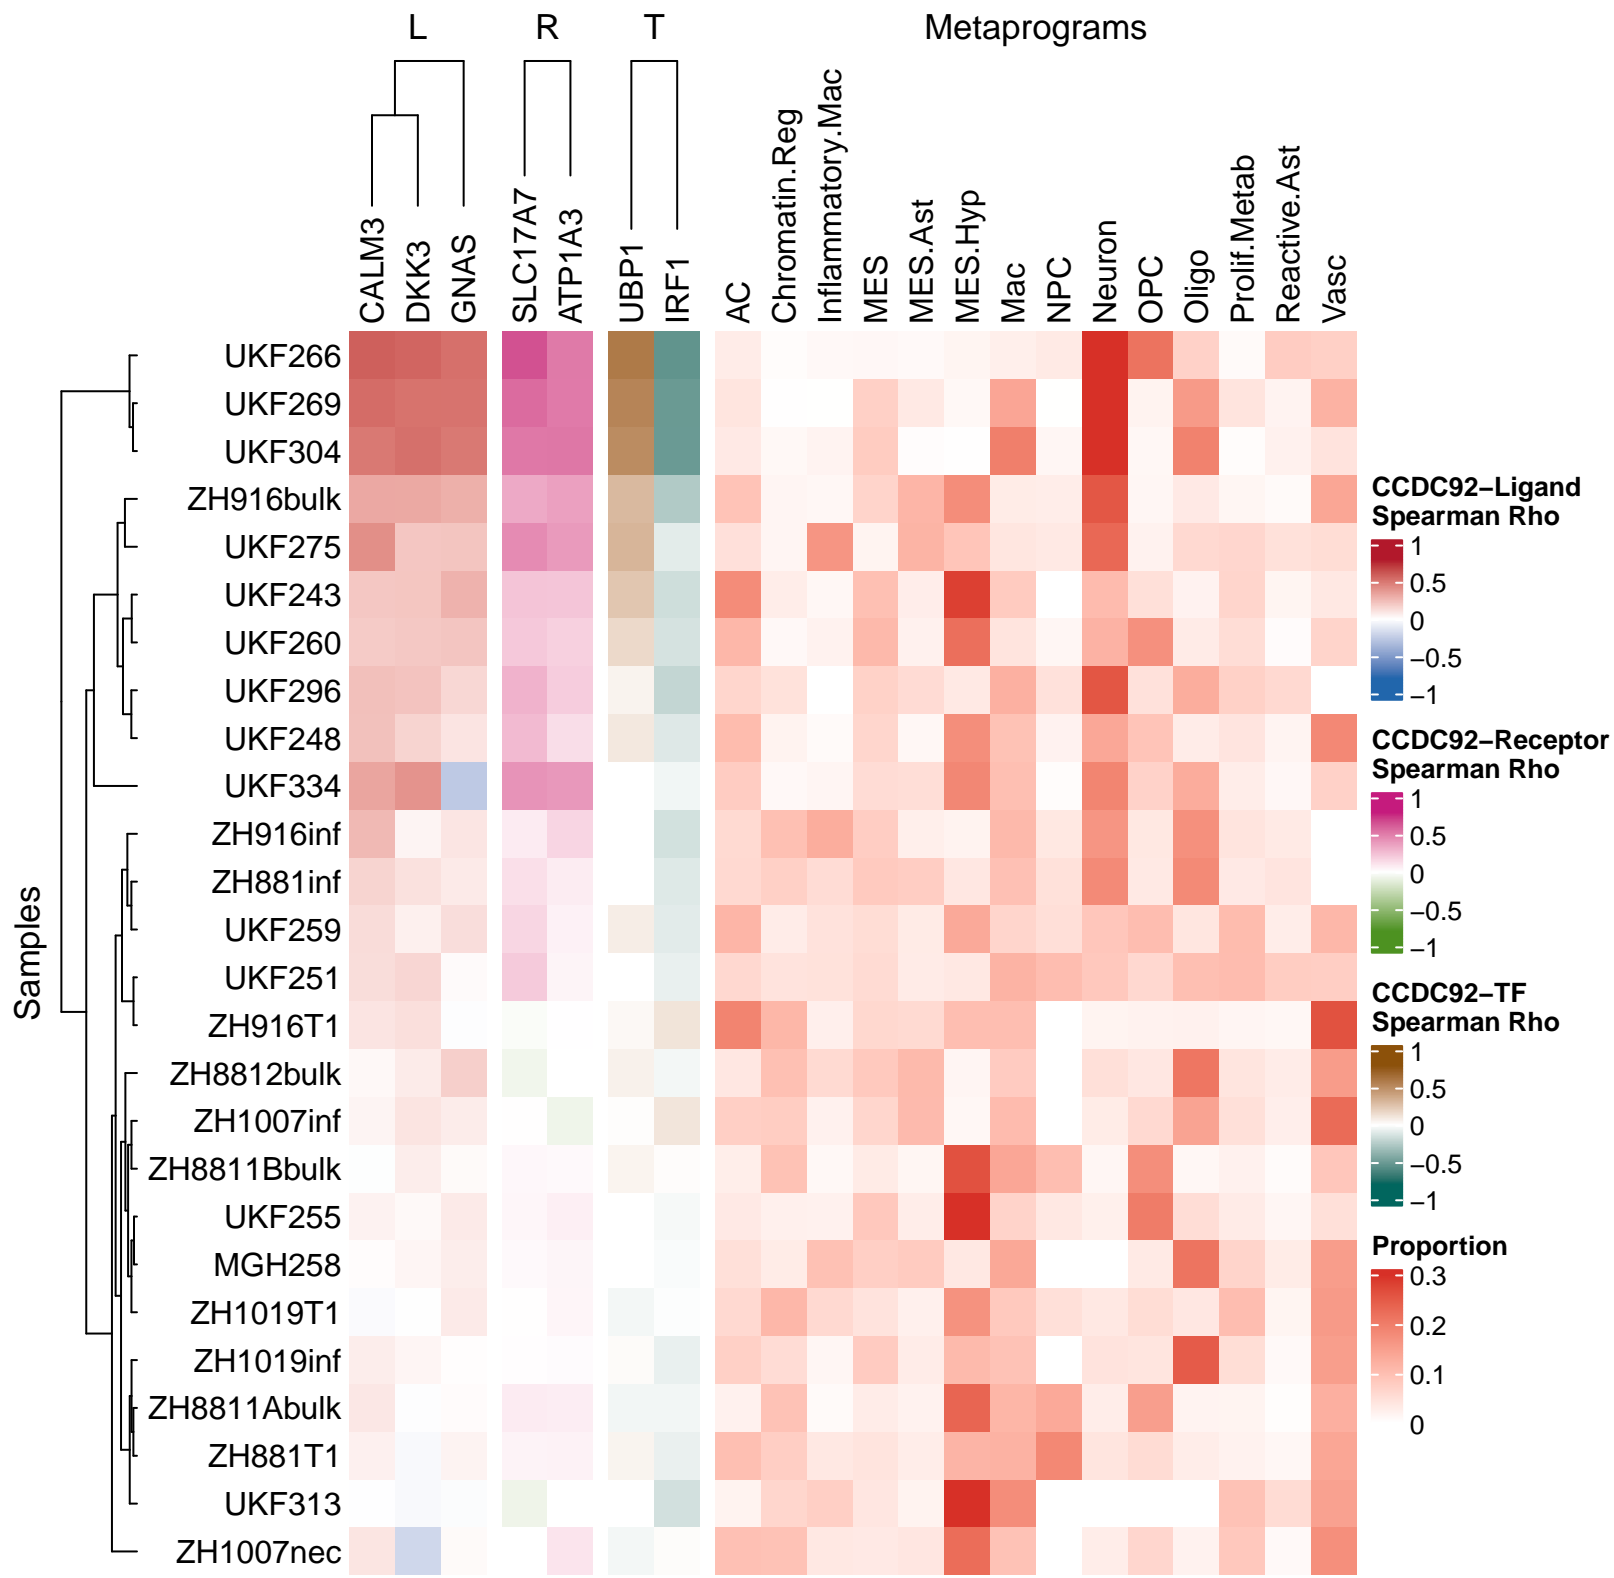 L R T Metaprograms
CALM3 DKK3 GNAS SLC17A7 ATP1A3 UBP1 IRF1 AC Chromatin.Reg Inflammatory.Mac MES MES.Ast MES.Hyp Mac NPC Neuron OPC Oligo Prolif.Metab Reactive.Ast Vasc
Samples
UKF266
UKF269
UKF304
ZH916bulk
UKF275
UKF243
UKF260
UKF296
UKF248
UKF334
ZH916inf
ZH881inf
UKF259
UKF251
ZH916T1
ZH8812bulk
ZH1007inf
ZH8811Bbulk
UKF255
MGH258
ZH1019T1
ZH1019inf
ZH8811Abulk
ZH881T1
UKF313
ZH1007nec
CCDC92−Ligand
Spearman Rho
1
0.5
0
−0.5
−1
CCDC92−Receptor
Spearman Rho
1
0.5
0
−0.5
−1
CCDC92−TF
Spearman Rho
1
0.5
0
−0.5
−1
Proportion
0.3
0.2
0.1
0